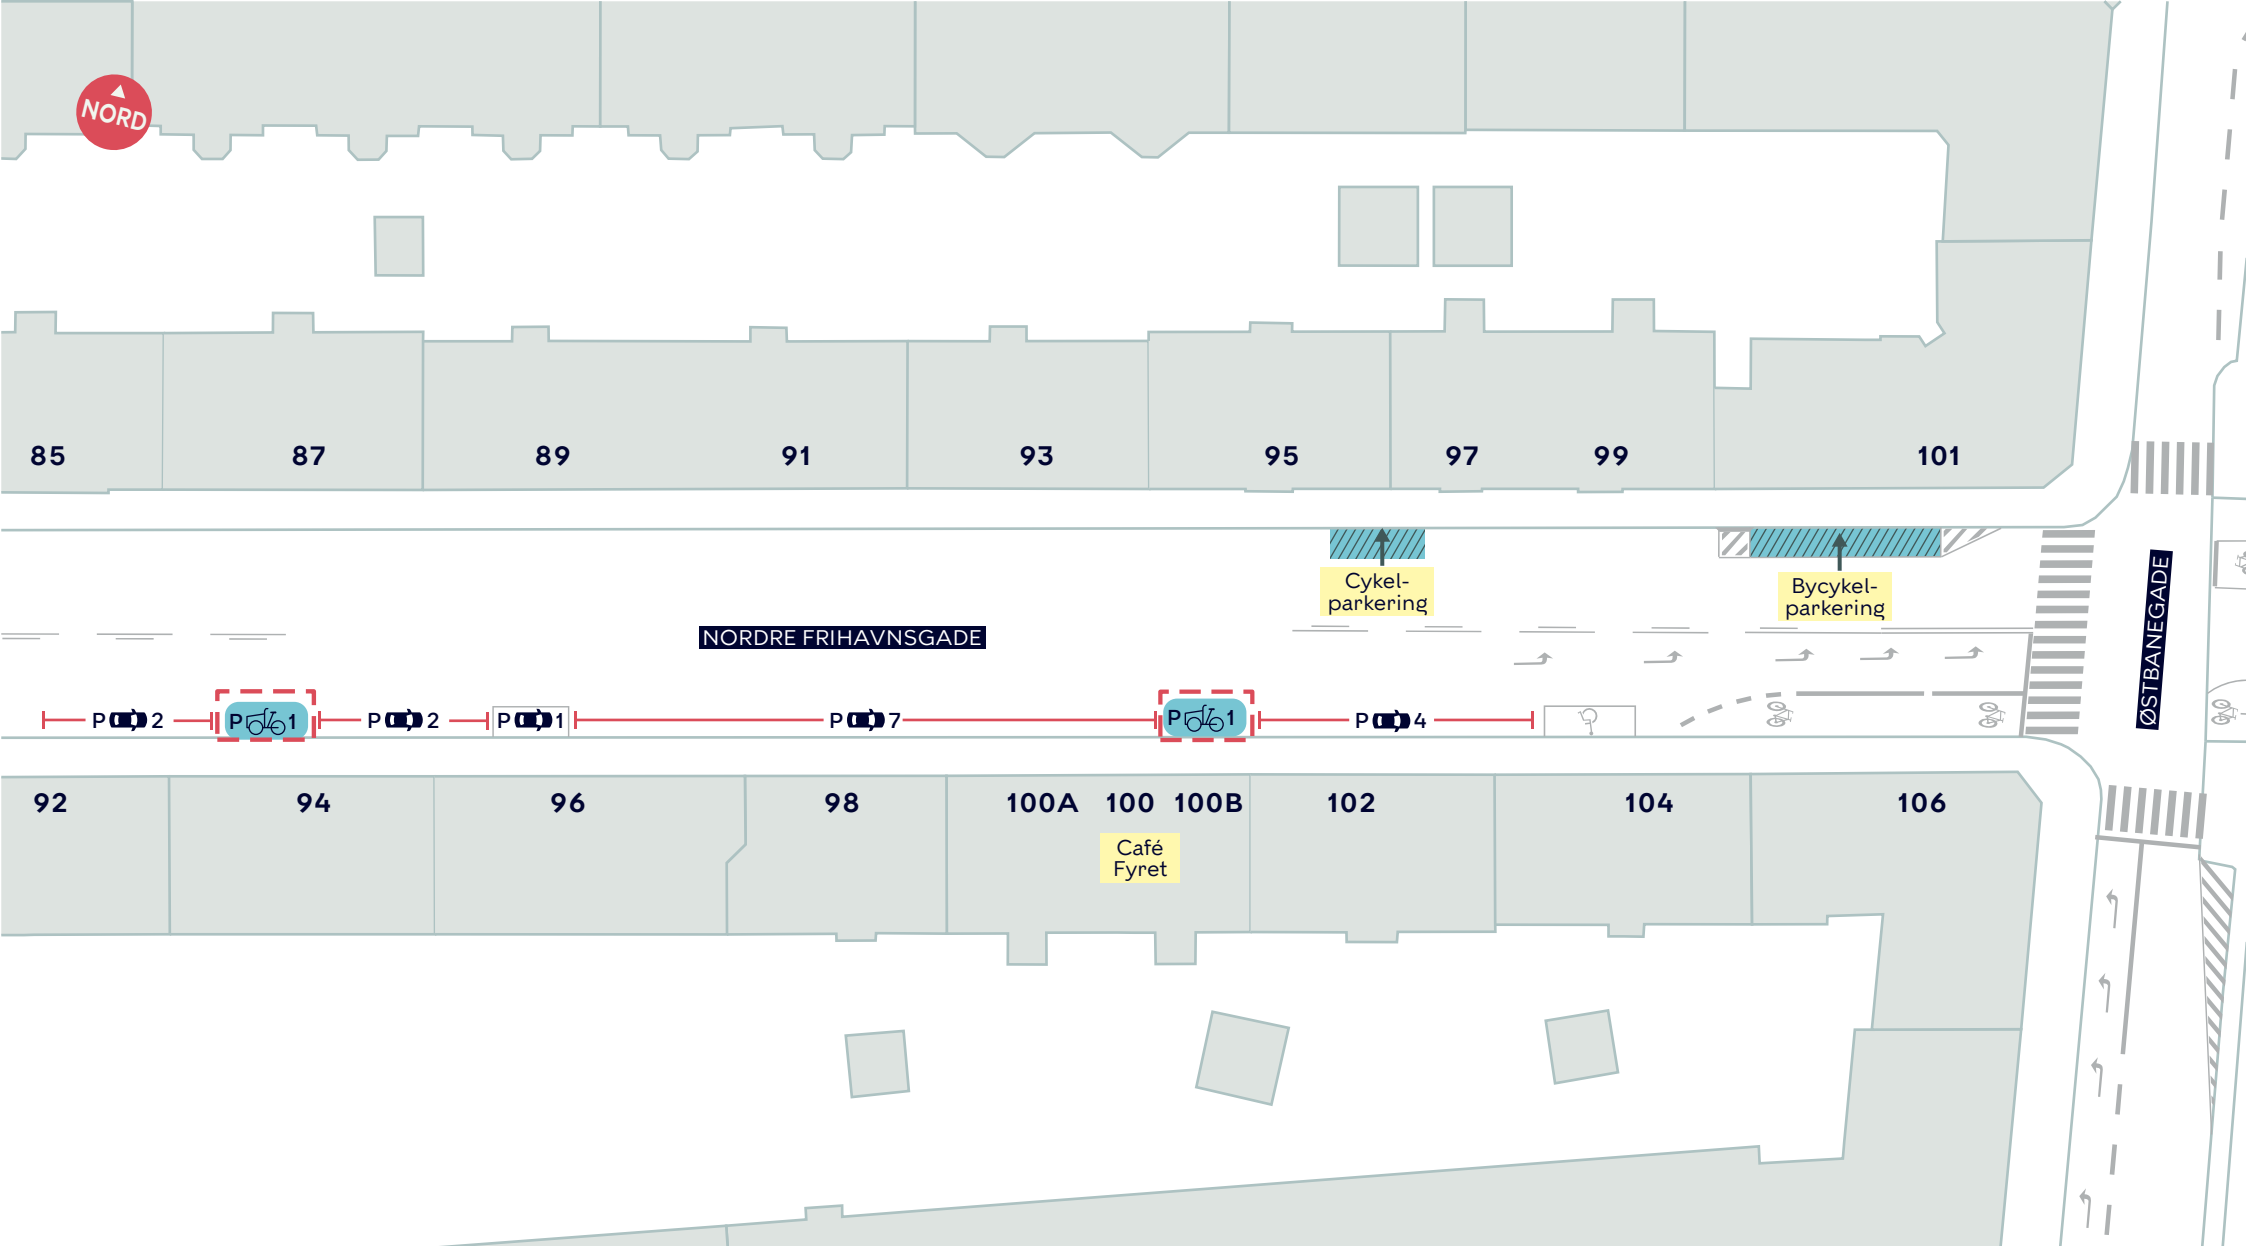 NORD
85 87 89 91 93 95 97 99 101
Cykel-
parkering
Bycykel-
parkering
NORDRE FRIHAVNSGADE
ØSTBANEGADE
P 2 P 1 P 2 P 1 P 7 P 1 P 4
92 94 96 98 100A 100 100B 102 104 106
Café
Fyret